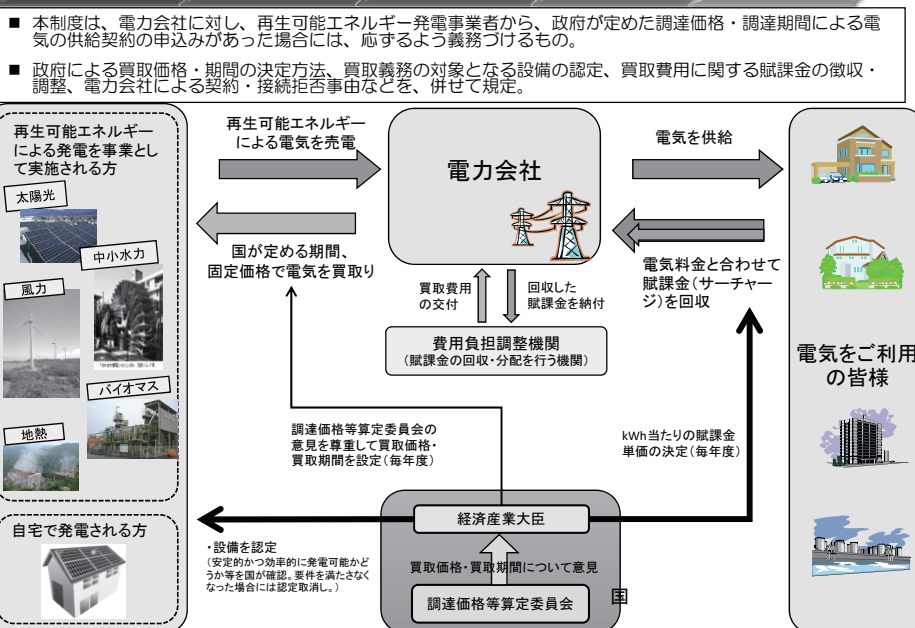 ■ 本制度は、電力会社に対し、再生可能エネルギー発電事業者から、政府が定めた調達価格・調達期間による電
気の供給契約の申込みがあった場合には、応ずるよう義務づけるもの。
■ 政府による買取価格・期間の決定方法、買取義務の対象となる設備の認定、買取費用に関する賦課金の徴収・
調整、電力会社による契約・接続拒否事由などを、併せて規定。
再生可能エネルギー
による発電を事業とし
て実施される方
太陽光
中小水力
風力
バイオマス
地熱
自宅で発電される方
再生可能エネルギー
による電気を売電
国が定める期間、
固定価格で電気を買取り
電力会社
電気を供給
電気料金と合わせて
賦課金(サーチャー
ジ)を回収
買取費用
の交付
回収した
賦課金を納付
費用負担調整機関
(賦課金の回収・分配を行う機関)
電気をご利用
の皆様
調達価格等算定委員会の
意見を尊重して買取価格・
買取期間を設定(毎年度)
kWh当たりの賦課金
単価の決定(毎年度)
経済産業大臣
・設備を認定
(安定的かつ効率的に発電可能かど
うか等を国が確認。要件を満たさなく
なった場合には認定取消し。)
買取価格・買取期間について意見
調達価格等算定委員会
国